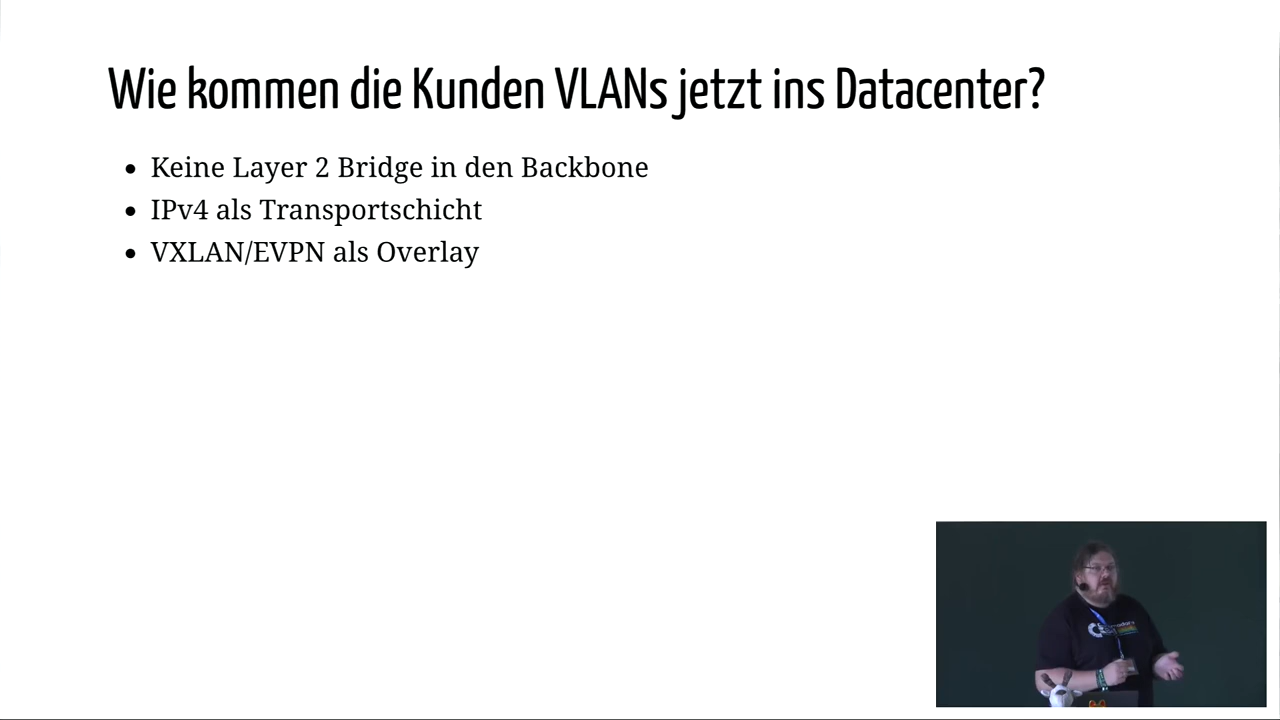 Wie kommen die Kunden VLANs jetzt ins Datacenter?
Keine Layer 2 Bridge in den Backbone
IPv4 als Transportschicht
VXLAN/EVPN als Overlay